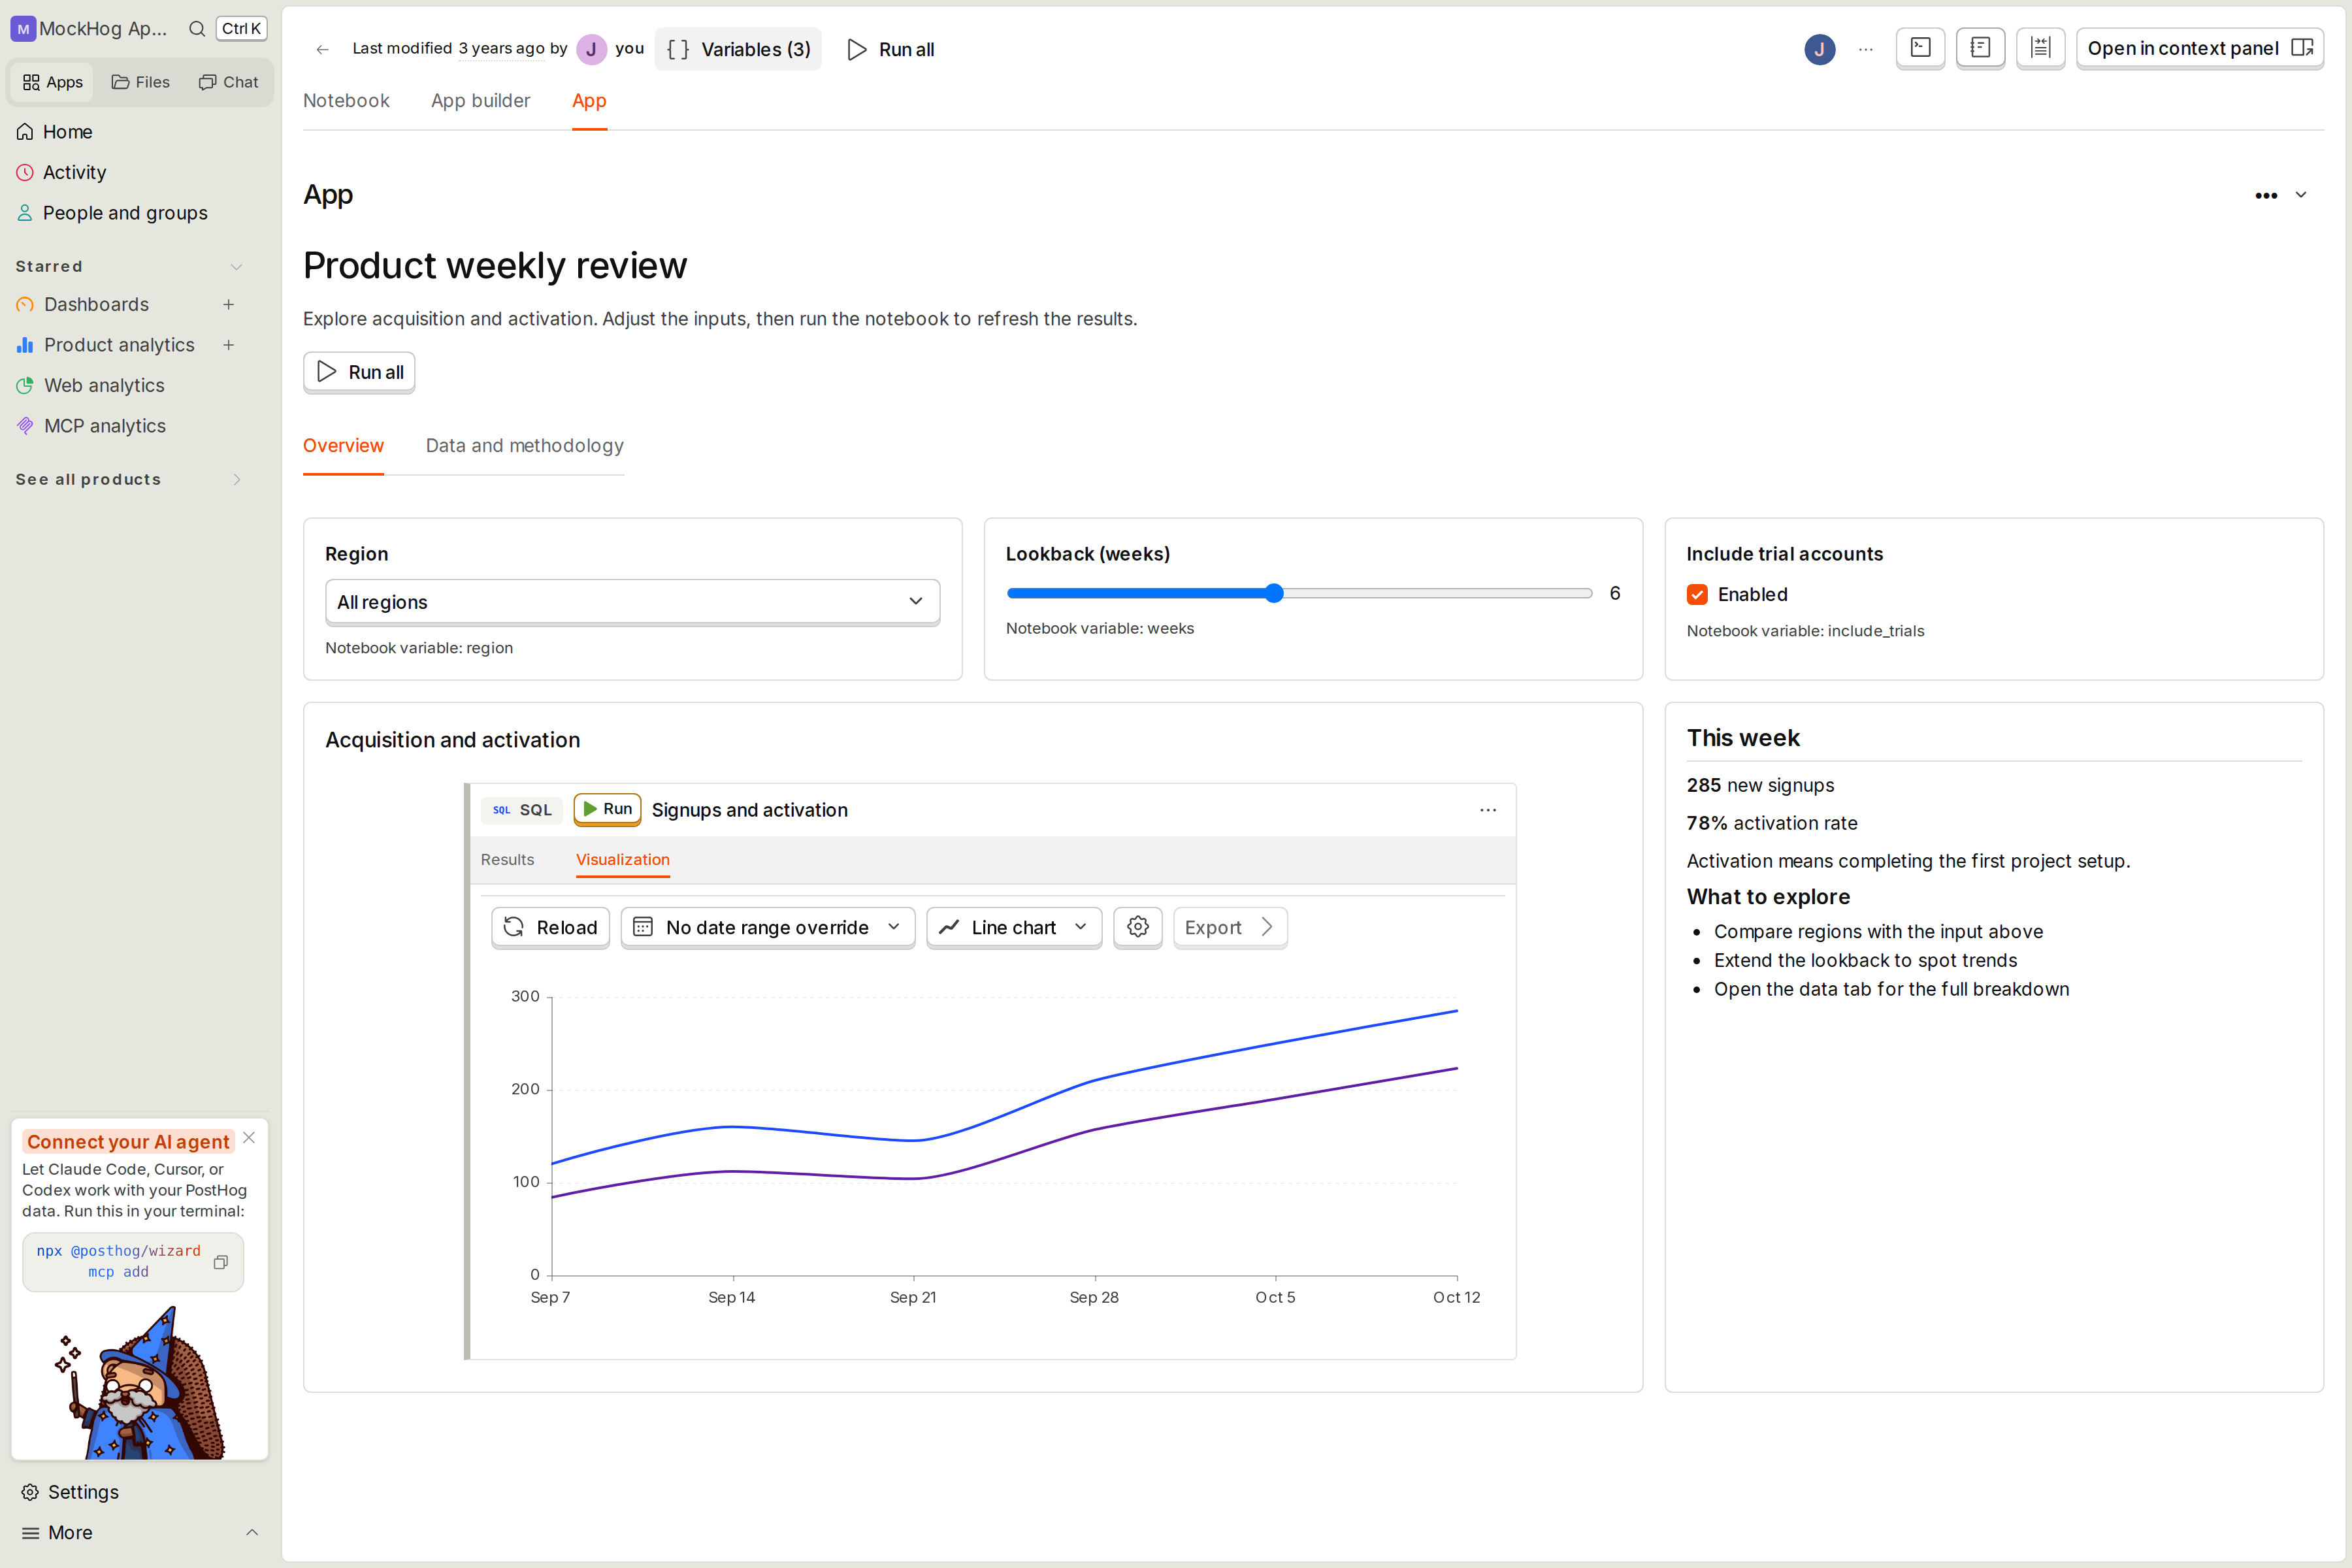 M MockHog Ap... Ctrl K
Apps Files Chat
Home
Activity
People and groups
Starred
Dashboards
Product analytics
Web analytics
MCP analytics
See all products
Connect your AI agent
Let Claude Code, Cursor, or
Codex work with your PostHog
data. Run this in your terminal:
npx @posthog/wizard
mcp add
Settings
More
Last modified 3 years ago by J you { } Variables (3) Run all
J ... Open in context panel
Notebook App builder App
App
Product weekly review
Explore acquisition and activation. Adjust the inputs, then run the notebook to refresh the results.
Run all
Overview Data and methodology
Region
All regions
Notebook variable: region
Lookback (weeks)
6
Notebook variable: weeks
Include trial accounts
Enabled
Notebook variable: include_trials
Acquisition and activation
SQL SQL Run Signups and activation
Results Visualization
Reload No date range override Line chart Export
300
200
100
0
Sep 7 Sep 14 Sep 21 Sep 28 Oct 5 Oct 12
This week
285 new signups
78% activation rate
Activation means completing the first project setup.
What to explore
• Compare regions with the input above
• Extend the lookback to spot trends
• Open the data tab for the full breakdown